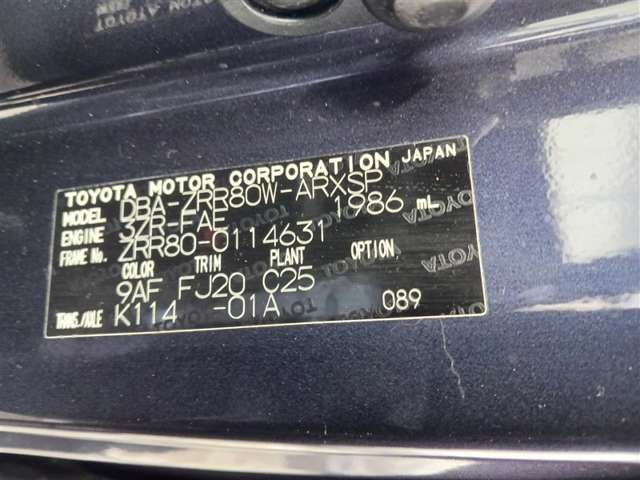 TOYOTA MOTOR CORPORATION JAPAN
MODEL DBA-ZRR80W-ARXSP
ENGINE 3ZR-FAE 1986 mL
FRAME No. ZRR80-0114631
COLOR TRIM PLANT OPTION
9AF FJ20 C25
TRANS./AXLE K114 -01A 089